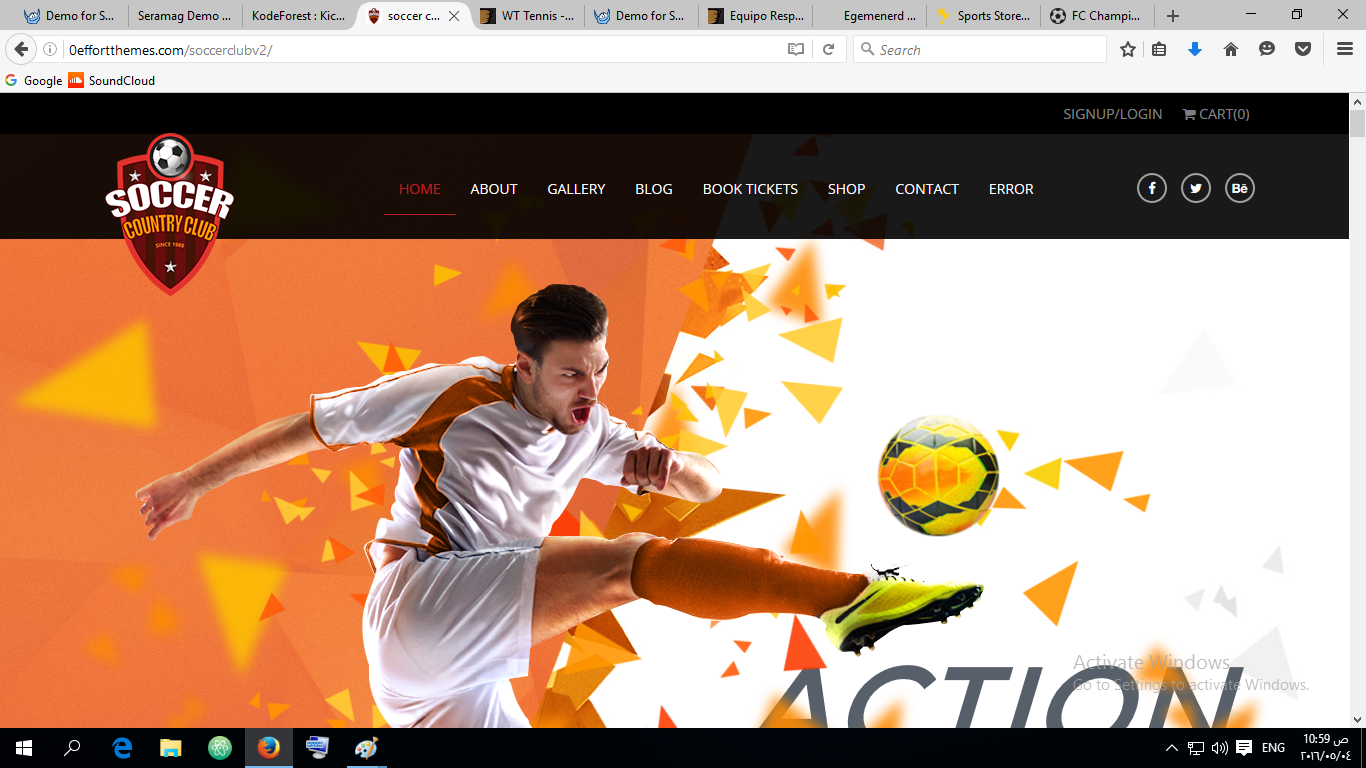 Demo for S...
Seramag Demo ...
KodeForest : Kic...
soccer c...
WT Tennis -...
Demo for S...
Equipo Resp...
Egemenerd ...
Sports Store...
FC Champi...
0effortthemes.com/soccerclubv2/
Search
Google
SoundCloud
SIGNUP/LOGIN
CART(0)
SOCCER
COUNTRY CLUB
SINCE 1988
HOME
ABOUT
GALLERY
BLOG
BOOK TICKETS
SHOP
CONTACT
ERROR
Bē
ACTION
Activate Windows
Go to Settings to activate Windows.
ENG
10:59 ص
٢٠١٦/٠٥/٠٤